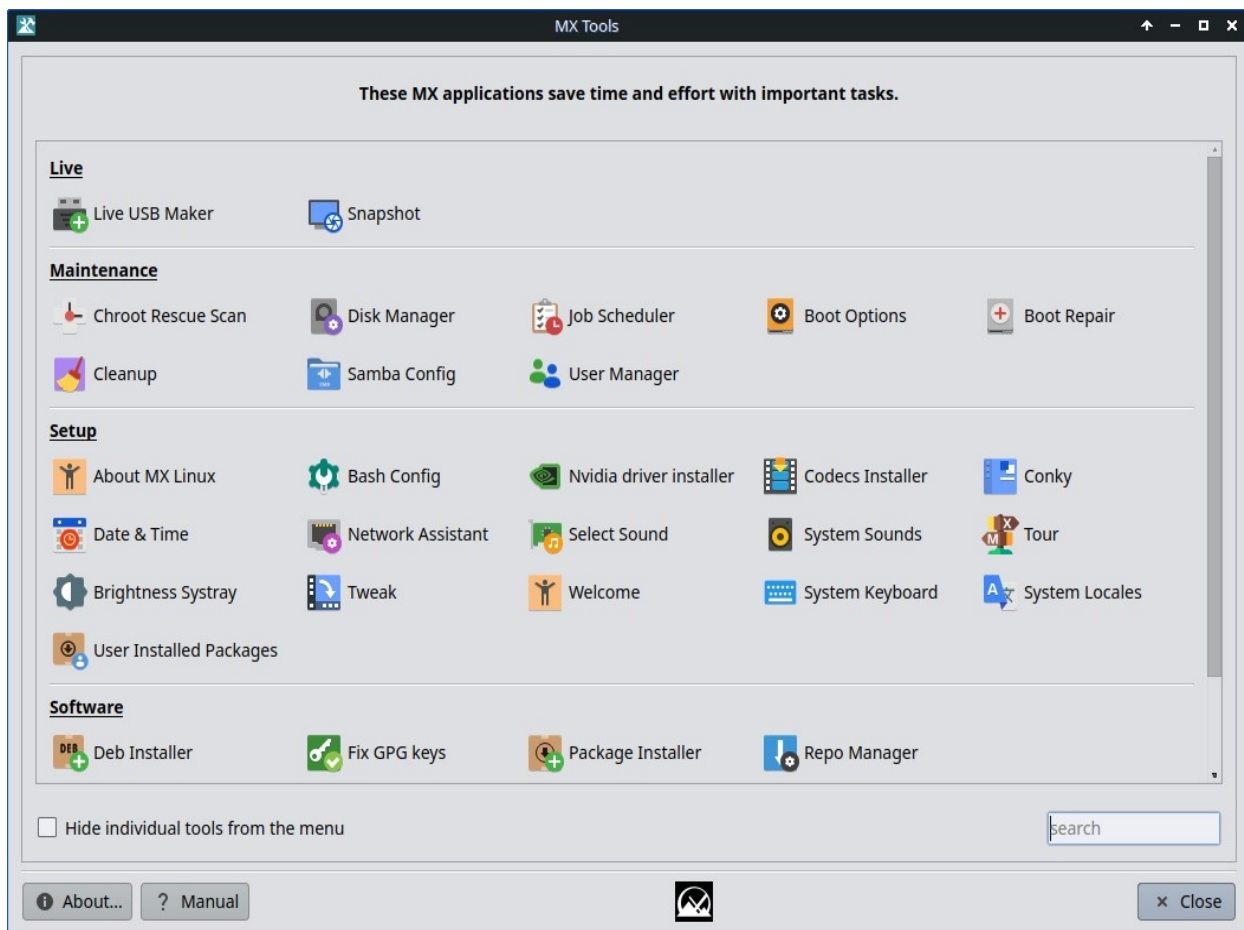 MX Tools
These MX applications save time and effort with important tasks.
Live
Live USB Maker Snapshot
Maintenance
Chroot Rescue Scan Disk Manager Job Scheduler Boot Options Boot Repair
Cleanup Samba Config User Manager
Setup
About MX Linux Bash Config Nvidia driver installer Codecs Installer Conky
Date & Time Network Assistant Select Sound System Sounds Tour
Brightness Systray Tweak Welcome System Keyboard System Locales
User Installed Packages
Software
Deb Installer Fix GPG keys Package Installer Repo Manager
Hide individual tools from the menu search
About... ? Manual Close